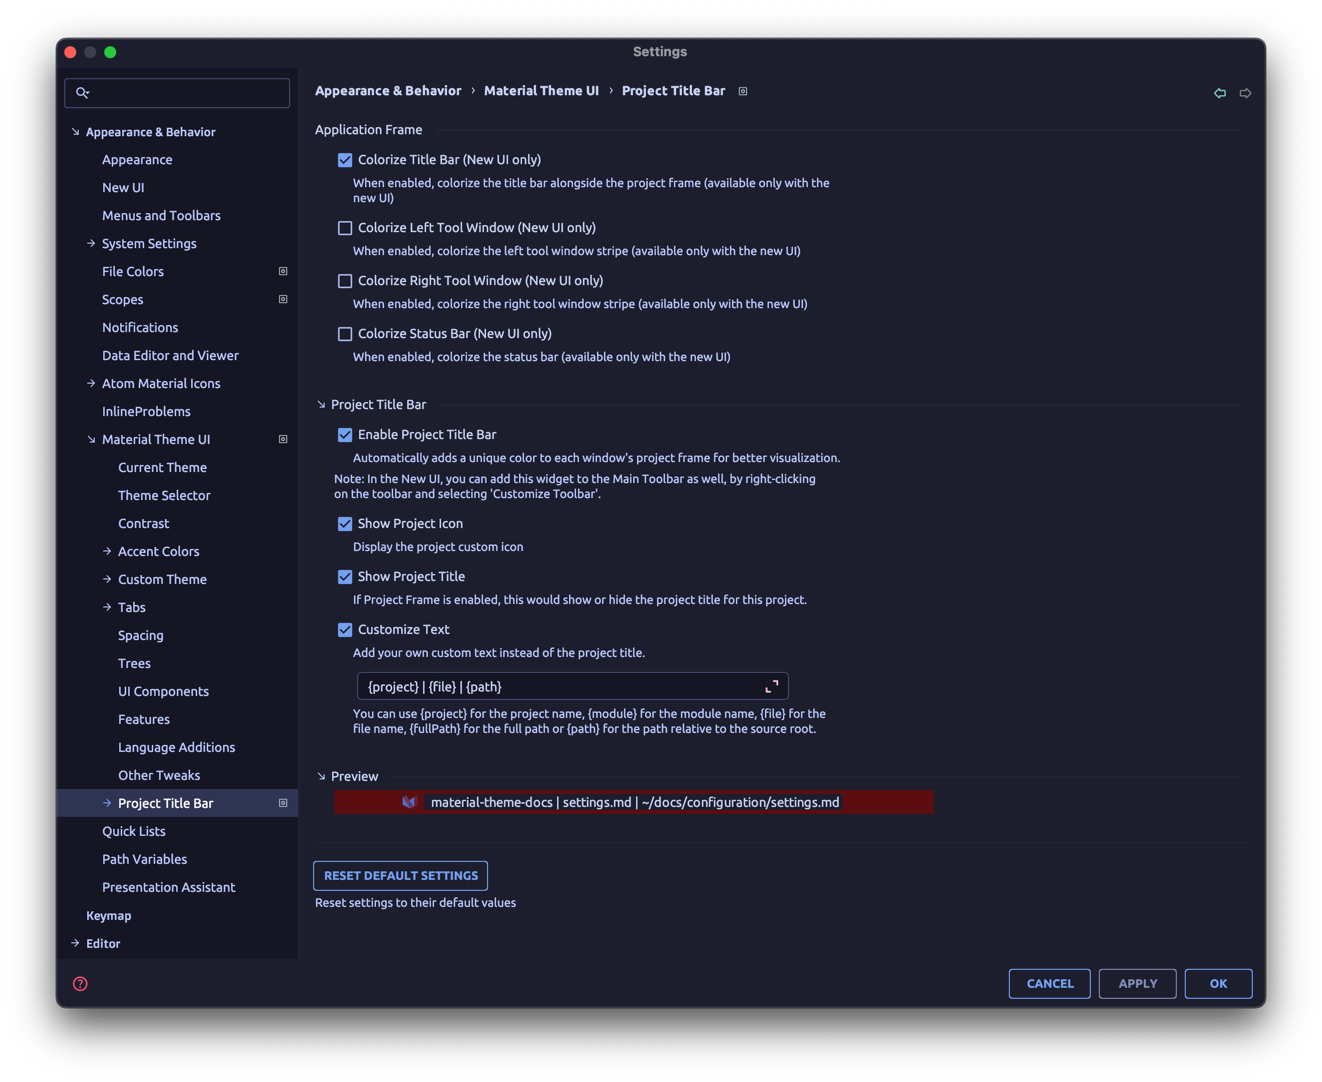 Settings
Appearance & Behavior
Appearance
New UI
Menus and Toolbars
System Settings
File Colors
Scopes
Notifications
Data Editor and Viewer
Atom Material Icons
InlineProblems
Material Theme UI
Current Theme
Theme Selector
Contrast
Accent Colors
Custom Theme
Tabs
Spacing
Trees
UI Components
Features
Language Additions
Other Tweaks
Project Title Bar
Quick Lists
Path Variables
Presentation Assistant
Keymap
Editor
Appearance & Behavior › Material Theme UI › Project Title Bar
Application Frame
Colorize Title Bar (New UI only)
When enabled, colorize the title bar alongside the project frame (available only with the
new UI)
Colorize Left Tool Window (New UI only)
When enabled, colorize the left tool window stripe (available only with the new UI)
Colorize Right Tool Window (New UI only)
When enabled, colorize the right tool window stripe (available only with the new UI)
Colorize Status Bar (New UI only)
When enabled, colorize the status bar (available only with the new UI)
Project Title Bar
Enable Project Title Bar
Automatically adds a unique color to each window's project frame for better visualization.
Note: In the New UI, you can add this widget to the Main Toolbar as well, by right-clicking
on the toolbar and selecting 'Customize Toolbar'.
Show Project Icon
Display the project custom icon
Show Project Title
If Project Frame is enabled, this would show or hide the project title for this project.
Customize Text
Add your own custom text instead of the project title.
{project} | {file} | {path}
You can use {project} for the project name, {module} for the module name, {file} for the
file name, {fullPath} for the full path or {path} for the path relative to the source root.
Preview
material-theme-docs | settings.md | ~/docs/configuration/settings.md
RESET DEFAULT SETTINGS
Reset settings to their default values
CANCEL
APPLY
OK